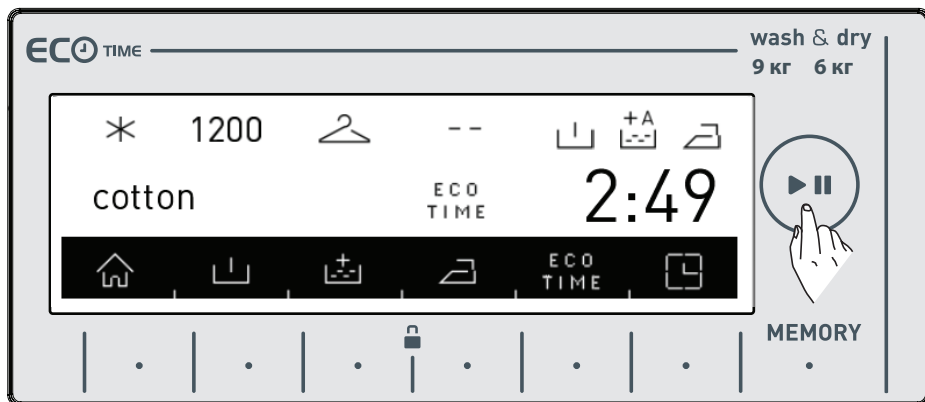 ECO TIME
wash & dry
9 кг 6 кг
1200 -- +A
cotton ECO TIME 2:49
ECO TIME
MEMORY